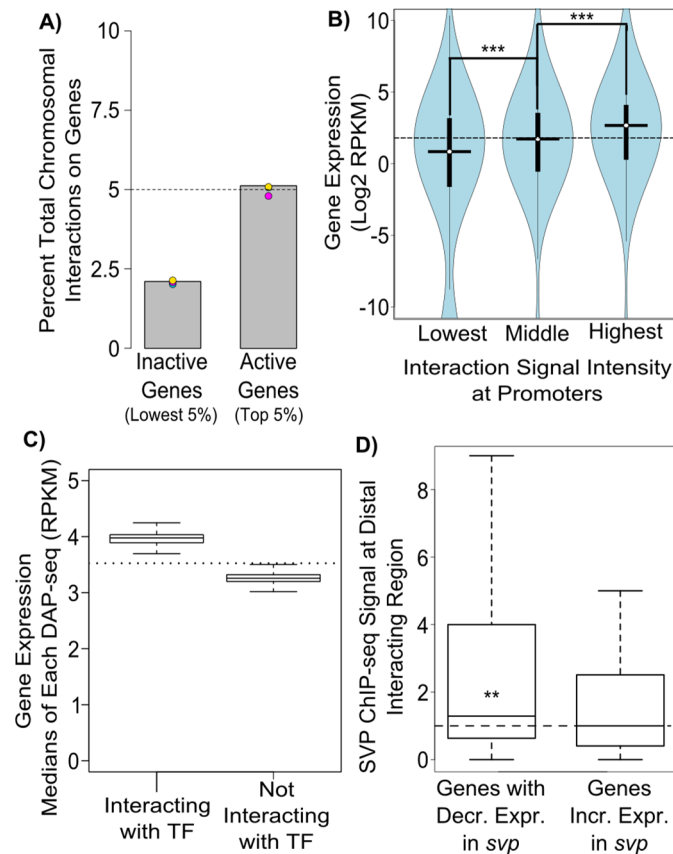 A)
Percent Total Chromosomal
Interactions on Genes
10
7.5
5
2.5
0
Inactive
Genes
(Lowest 5%)
Active
Genes
(Top 5%)
B)
Gene Expression
(Log2 RPKM)
10
5
0
-5
-10
***
***
Lowest
Middle
Highest
Interaction Signal Intensity
at Promoters
C)
Gene Expression
Medians of Each DAP-seq (RPKM)
5
4
3
2
1
0
Interacting
with TF
Not
Interacting
with TF
D)
SVP ChIP-seq Signal at Distal
Interacting Region
8
6
4
2
0
**
Genes with
Decr. Expr.
in svp
Genes
Incr. Expr.
in svp